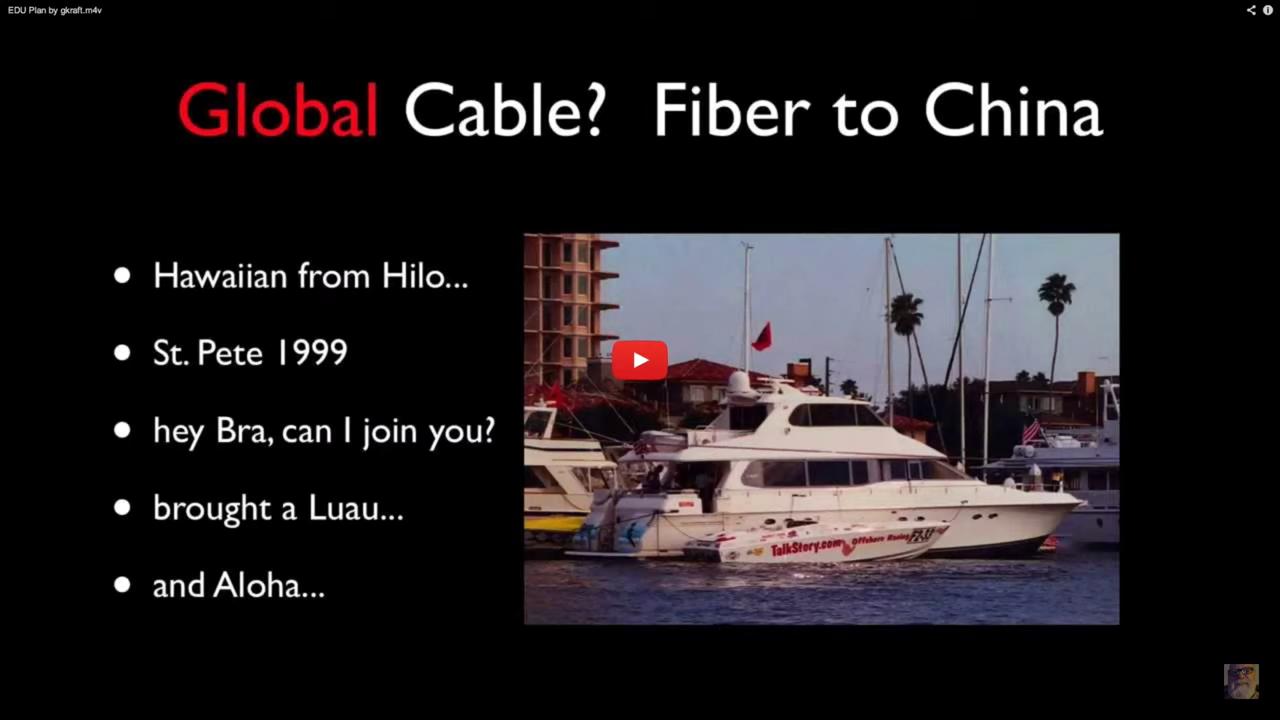 EDU Plan by gkraft.m4v
Global Cable? Fiber to China
Hawaiian from Hilo...
St. Pete 1999
hey Bra, can I join you?
brought a Luau...
and Aloha...
TalkStory.com Offshore Racing